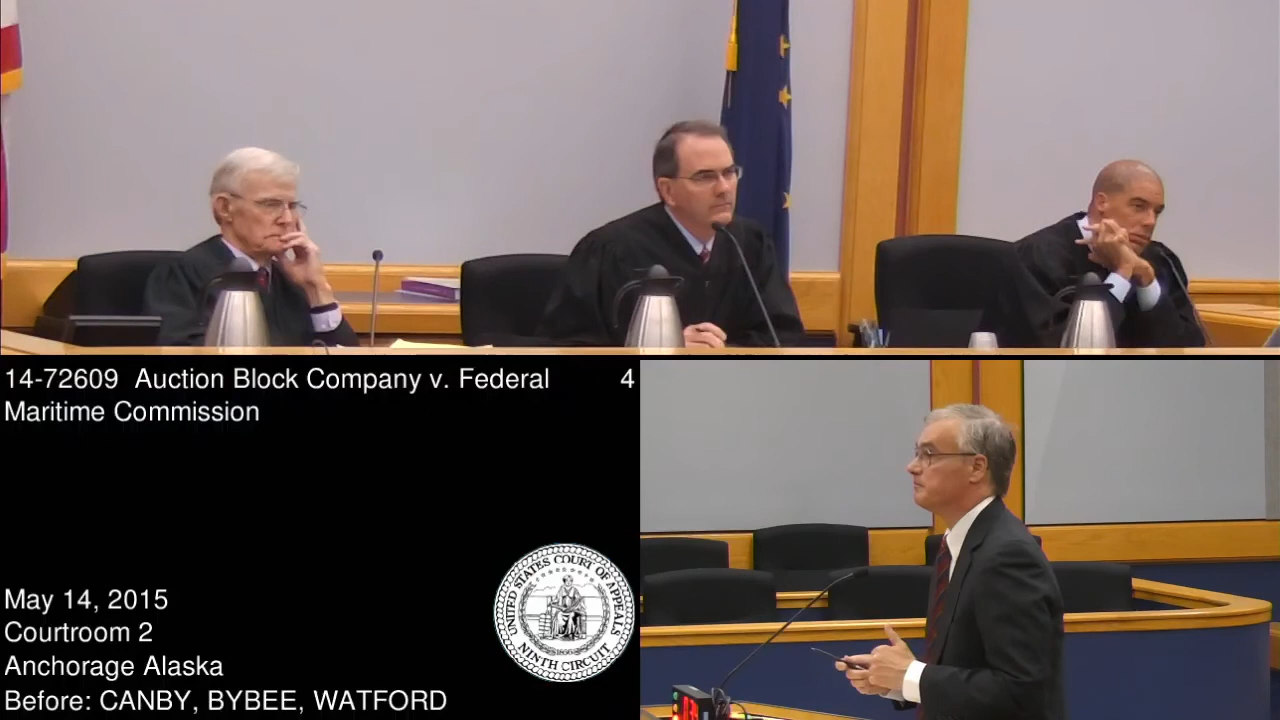 14-72609 Auction Block Company v. Federal 4
Maritime Commission
May 14, 2015
Courtroom 2
Anchorage Alaska
Before: CANBY, BYBEE, WATFORD
UNITED STATES COURT OF APPEALS
NINTH CIRCUIT